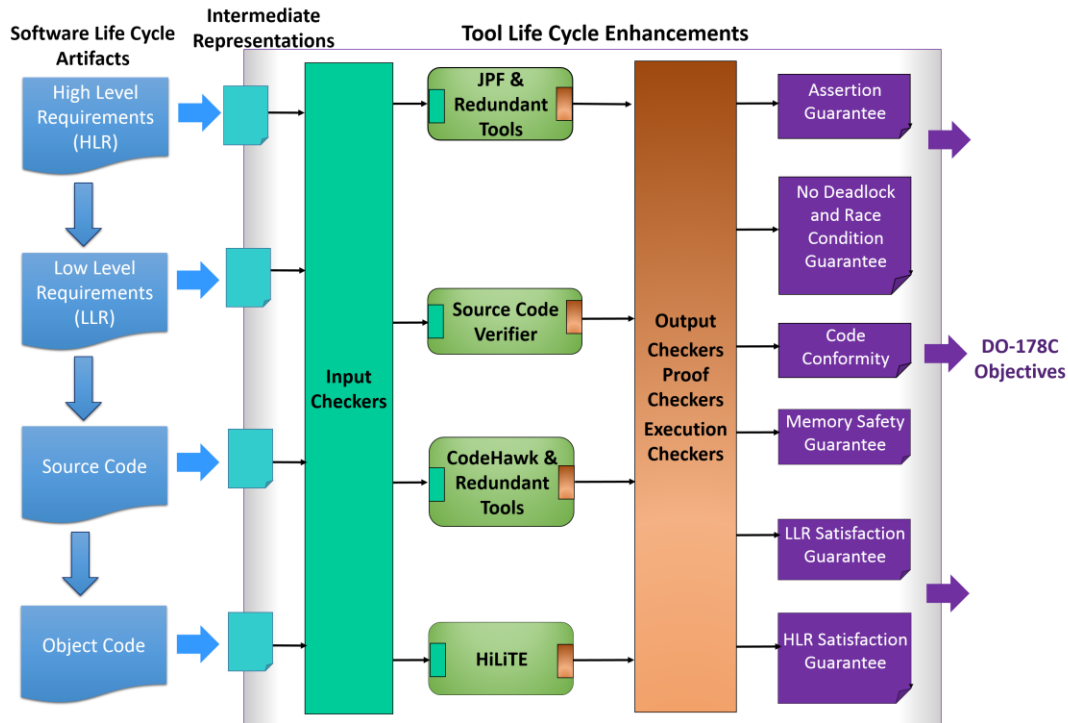 Software Life Cycle
Artifacts
Intermediate
Representations
Tool Life Cycle Enhancements
High Level
Requirements
(HLR)
Low Level
Requirements
(LLR)
Source Code
Object Code
Input
Checkers
JPF &
Redundant
Tools
Source Code
Verifier
CodeHawk &
Redundant
Tools
HiLiTE
Output
Checkers
Proof
Checkers
Execution
Checkers
Assertion
Guarantee
No Deadlock
and Race
Condition
Guarantee
Code
Conformity
Memory Safety
Guarantee
LLR Satisfaction
Guarantee
HLR Satisfaction
Guarantee
DO-178C
Objectives